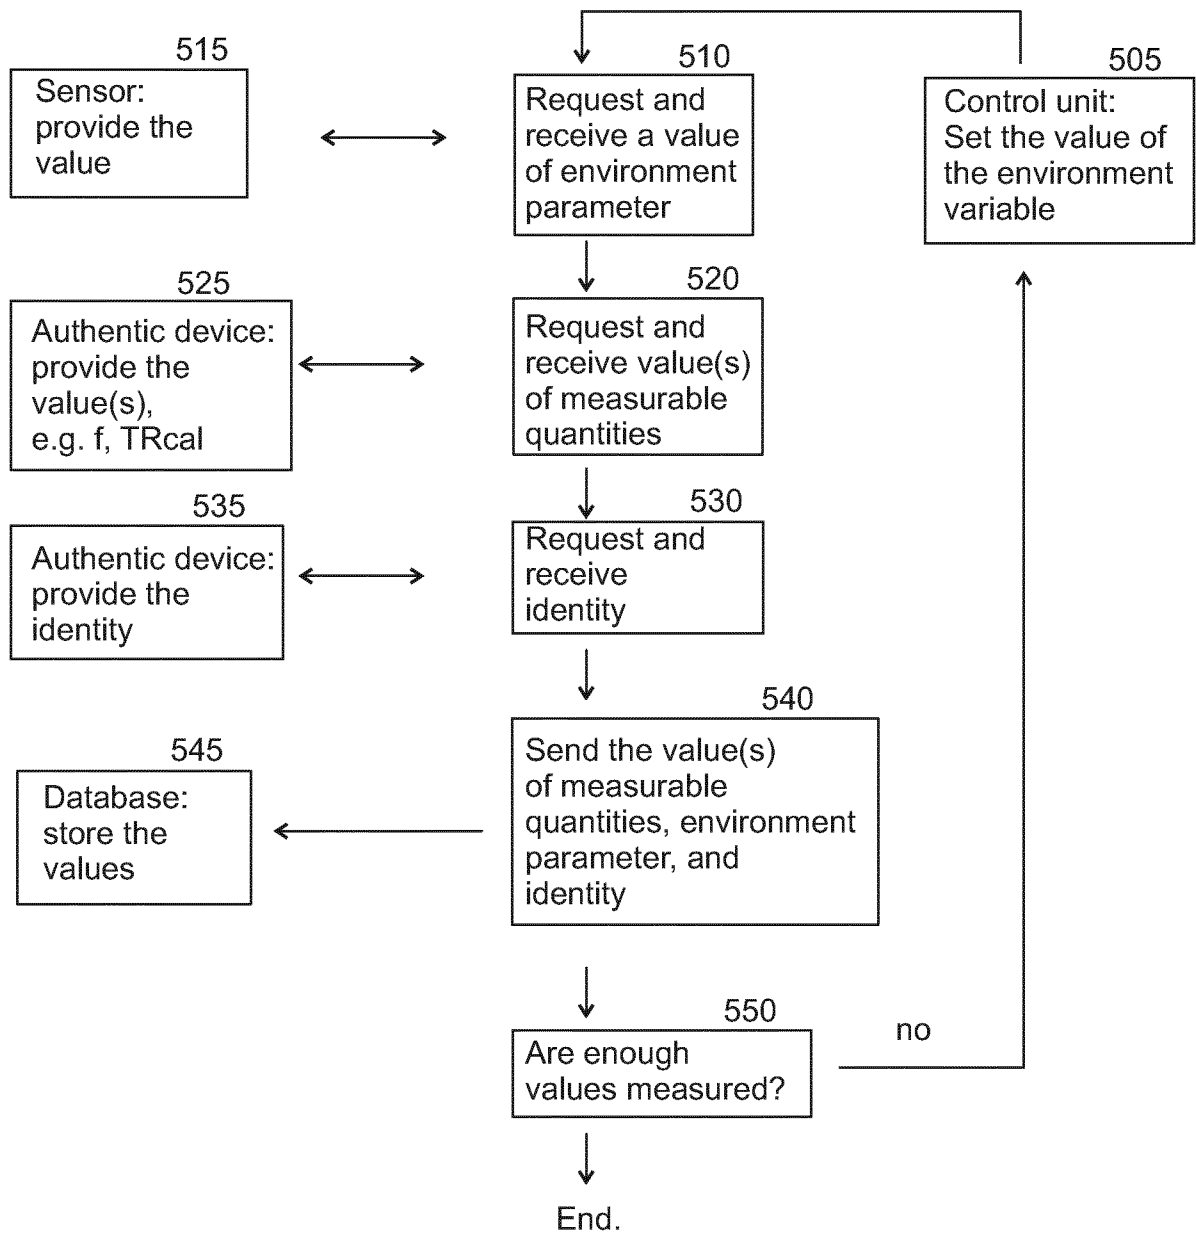 515
Sensor:
provide the
value
510
Request and
receive a value
of environment
parameter
505
Control unit:
Set the value of
the environment
variable
525
Authentic device:
provide the
value(s),
e.g. f, TRcal
520
Request and
receive value(s)
of measurable
quantities
535
Authentic device:
provide the
identity
530
Request and
receive
identity
540
Send the value(s)
of measurable
quantities, environment
parameter, and
identity
545
Database:
store the
values
550
Are enough
values measured?
no
End.